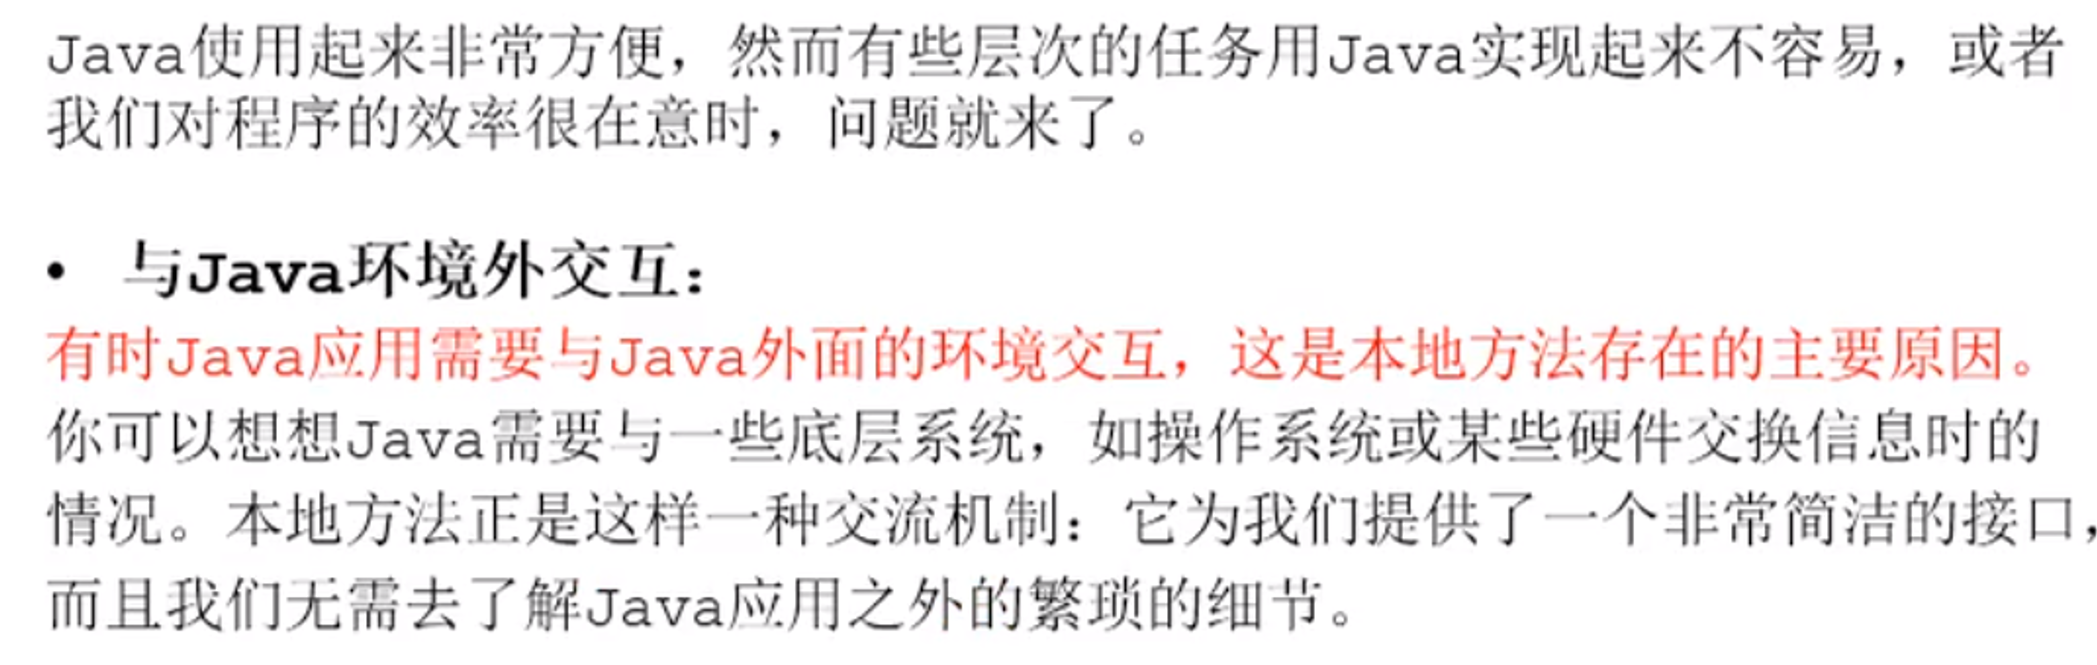 Java使用起来非常方便，然而有些层次的任务用Java实现起来不容易，或者
我们对程序的效率很在意时，问题就来了。
• 与Java环境外交互：
有时Java应用需要与Java外面的环境交互，这是本地方法存在的主要原因。
你可以想想Java需要与一些底层系统，如操作系统或某些硬件交换信息时的
情况。本地方法正是这样一种交流机制：它为我们提供了一个非常简洁的接口，
而且我们无需去了解Java应用之外的繁琐的细节。